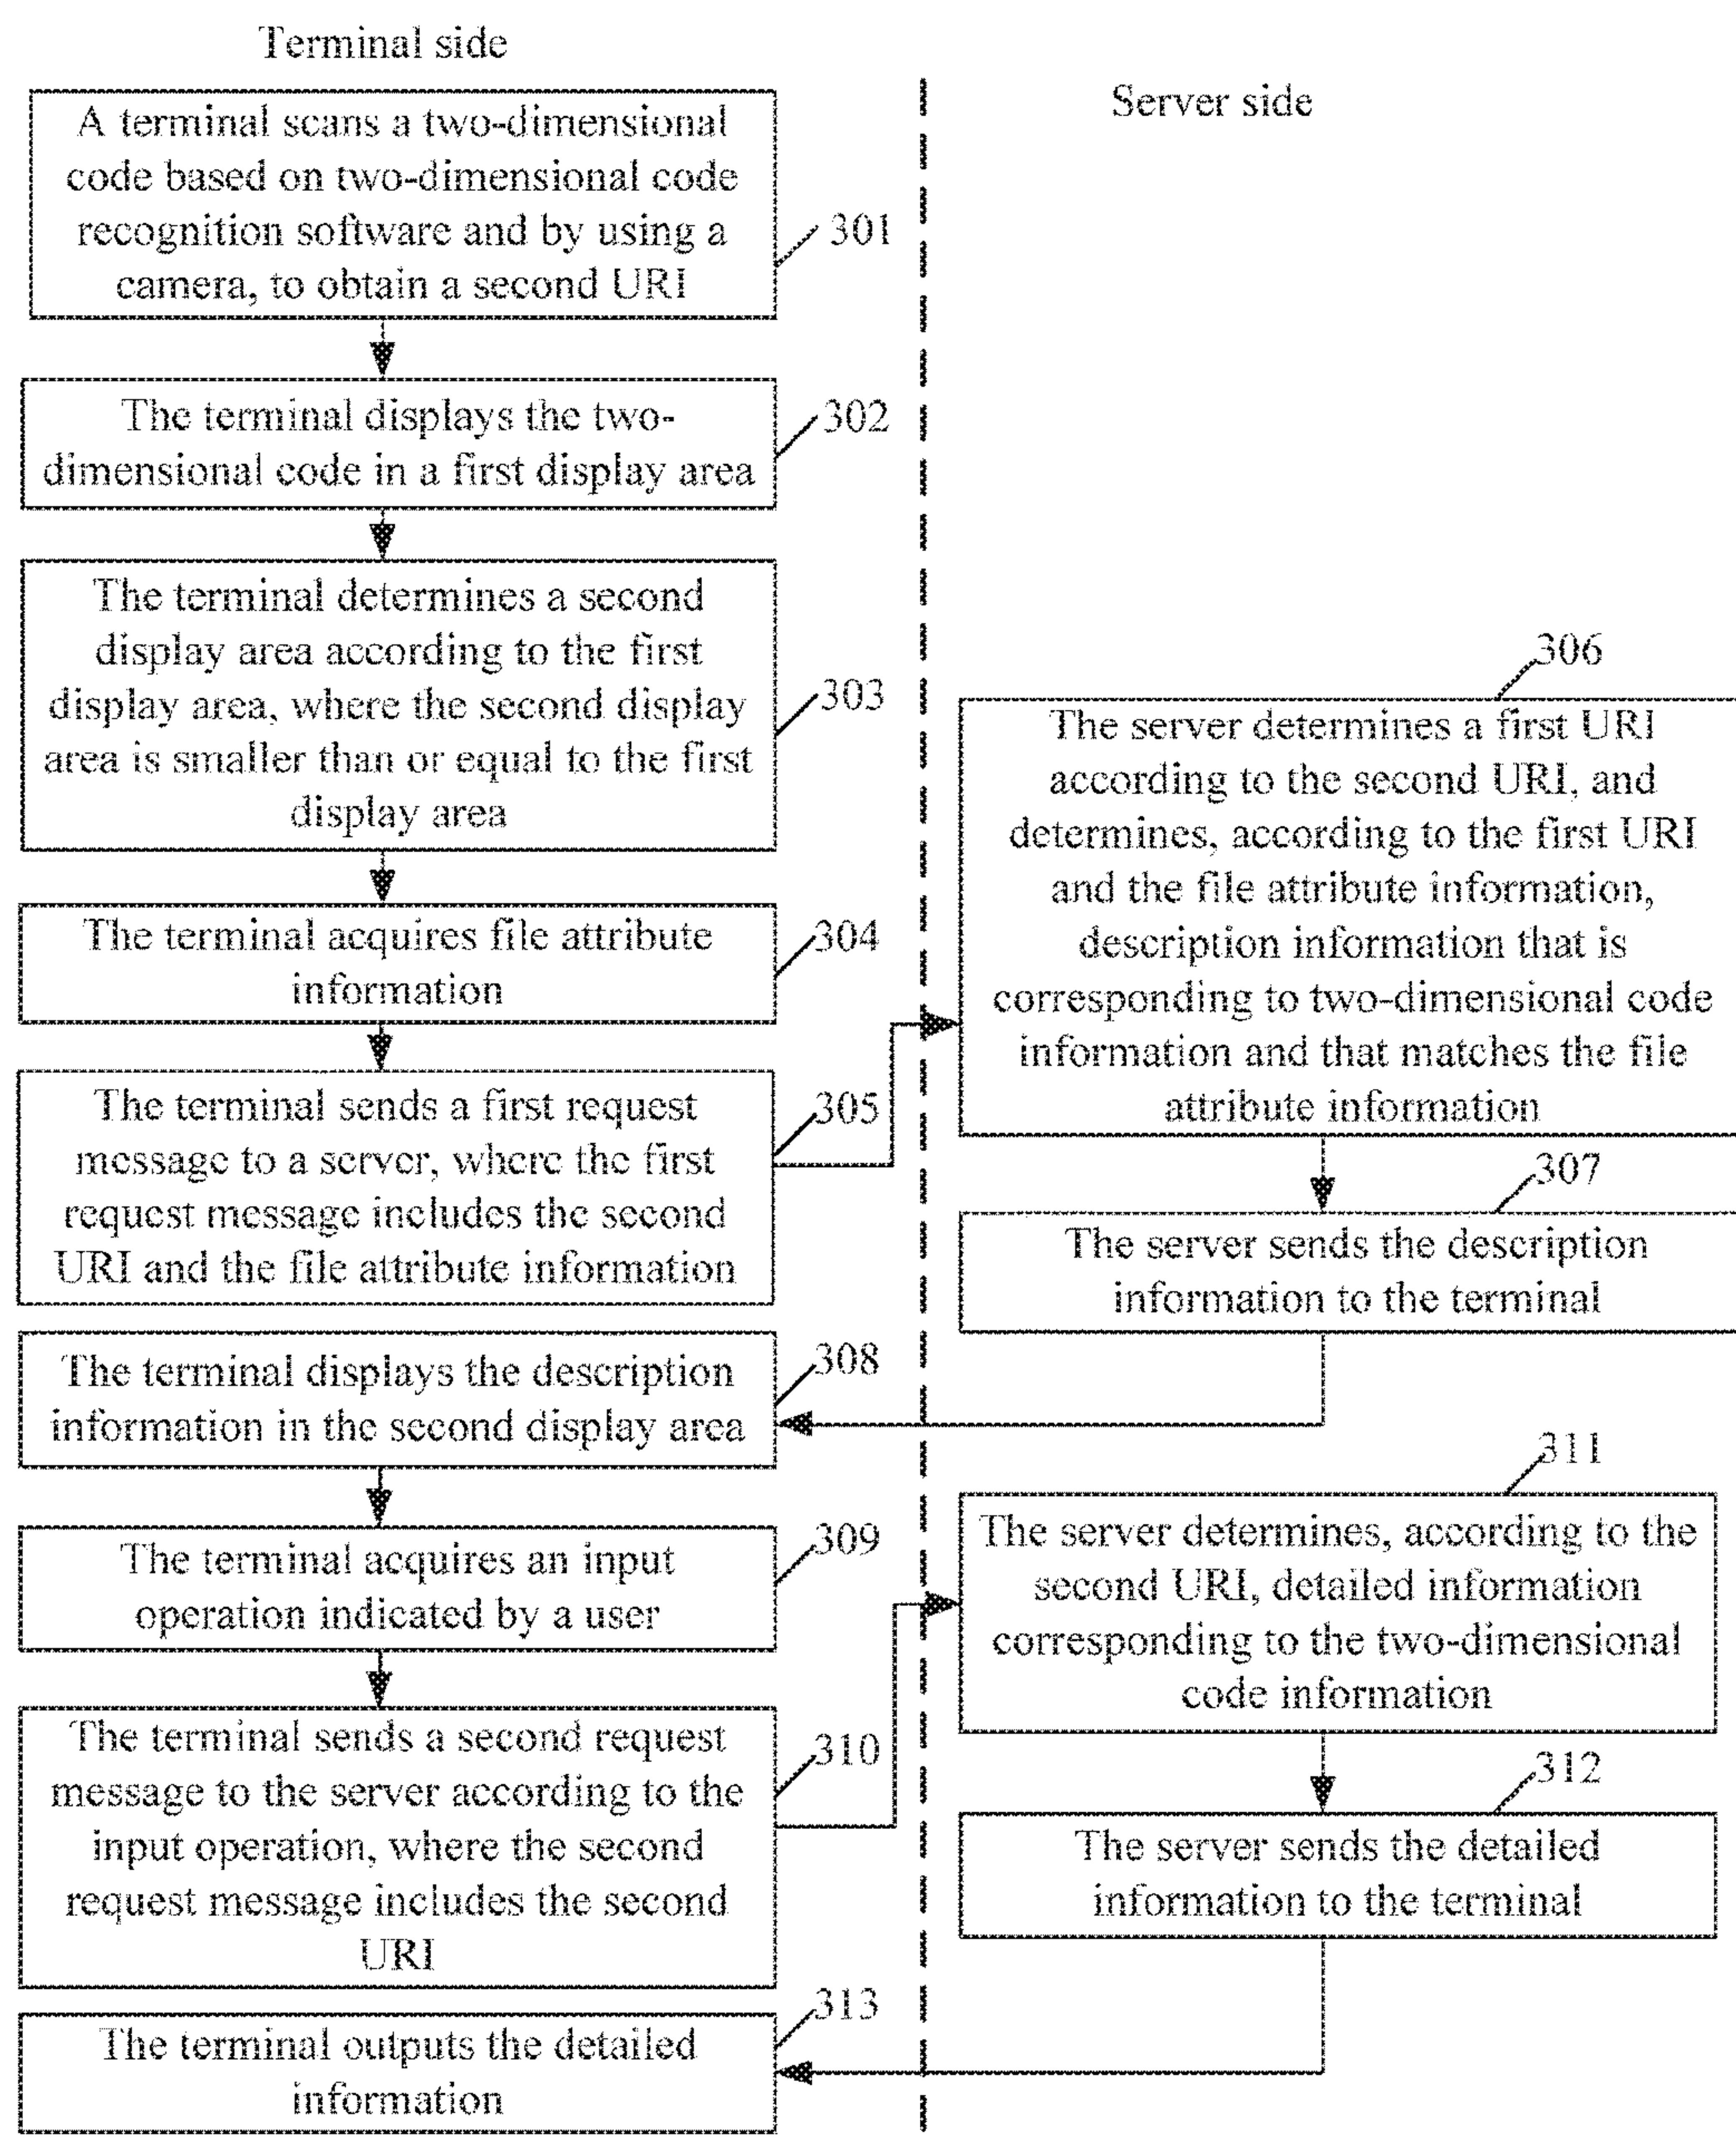 Terminal side
Server side
A terminal scans a two-dimensional
code based on two-dimensional code
recognition software and by using a
camera, to obtain a second URI
301
The terminal displays the two-
dimensional code in a first display area
302
The terminal determines a second
display area according to the first
display area, where the second display
area is smaller than or equal to the first
display area
303
The terminal acquires file attribute
information
304
The terminal sends a first request
message to a server, where the first
request message includes the second
URI and the file attribute information
305
306
The server determines a first URI
according to the second URI, and
determines, according to the first URI
and the file attribute information,
description information that is
corresponding to two-dimensional code
information and that matches the file
attribute information
307
The server sends the description
information to the terminal
The terminal displays the description
information in the second display area
308
The terminal acquires an input
operation indicated by a user
309
The terminal sends a second request
message to the server according to the
input operation, where the second
request message includes the second
URI
310
311
The server determines, according to the
second URI, detailed information
corresponding to the two-dimensional
code information
312
The server sends the detailed
information to the terminal
The terminal outputs the detailed
information
313